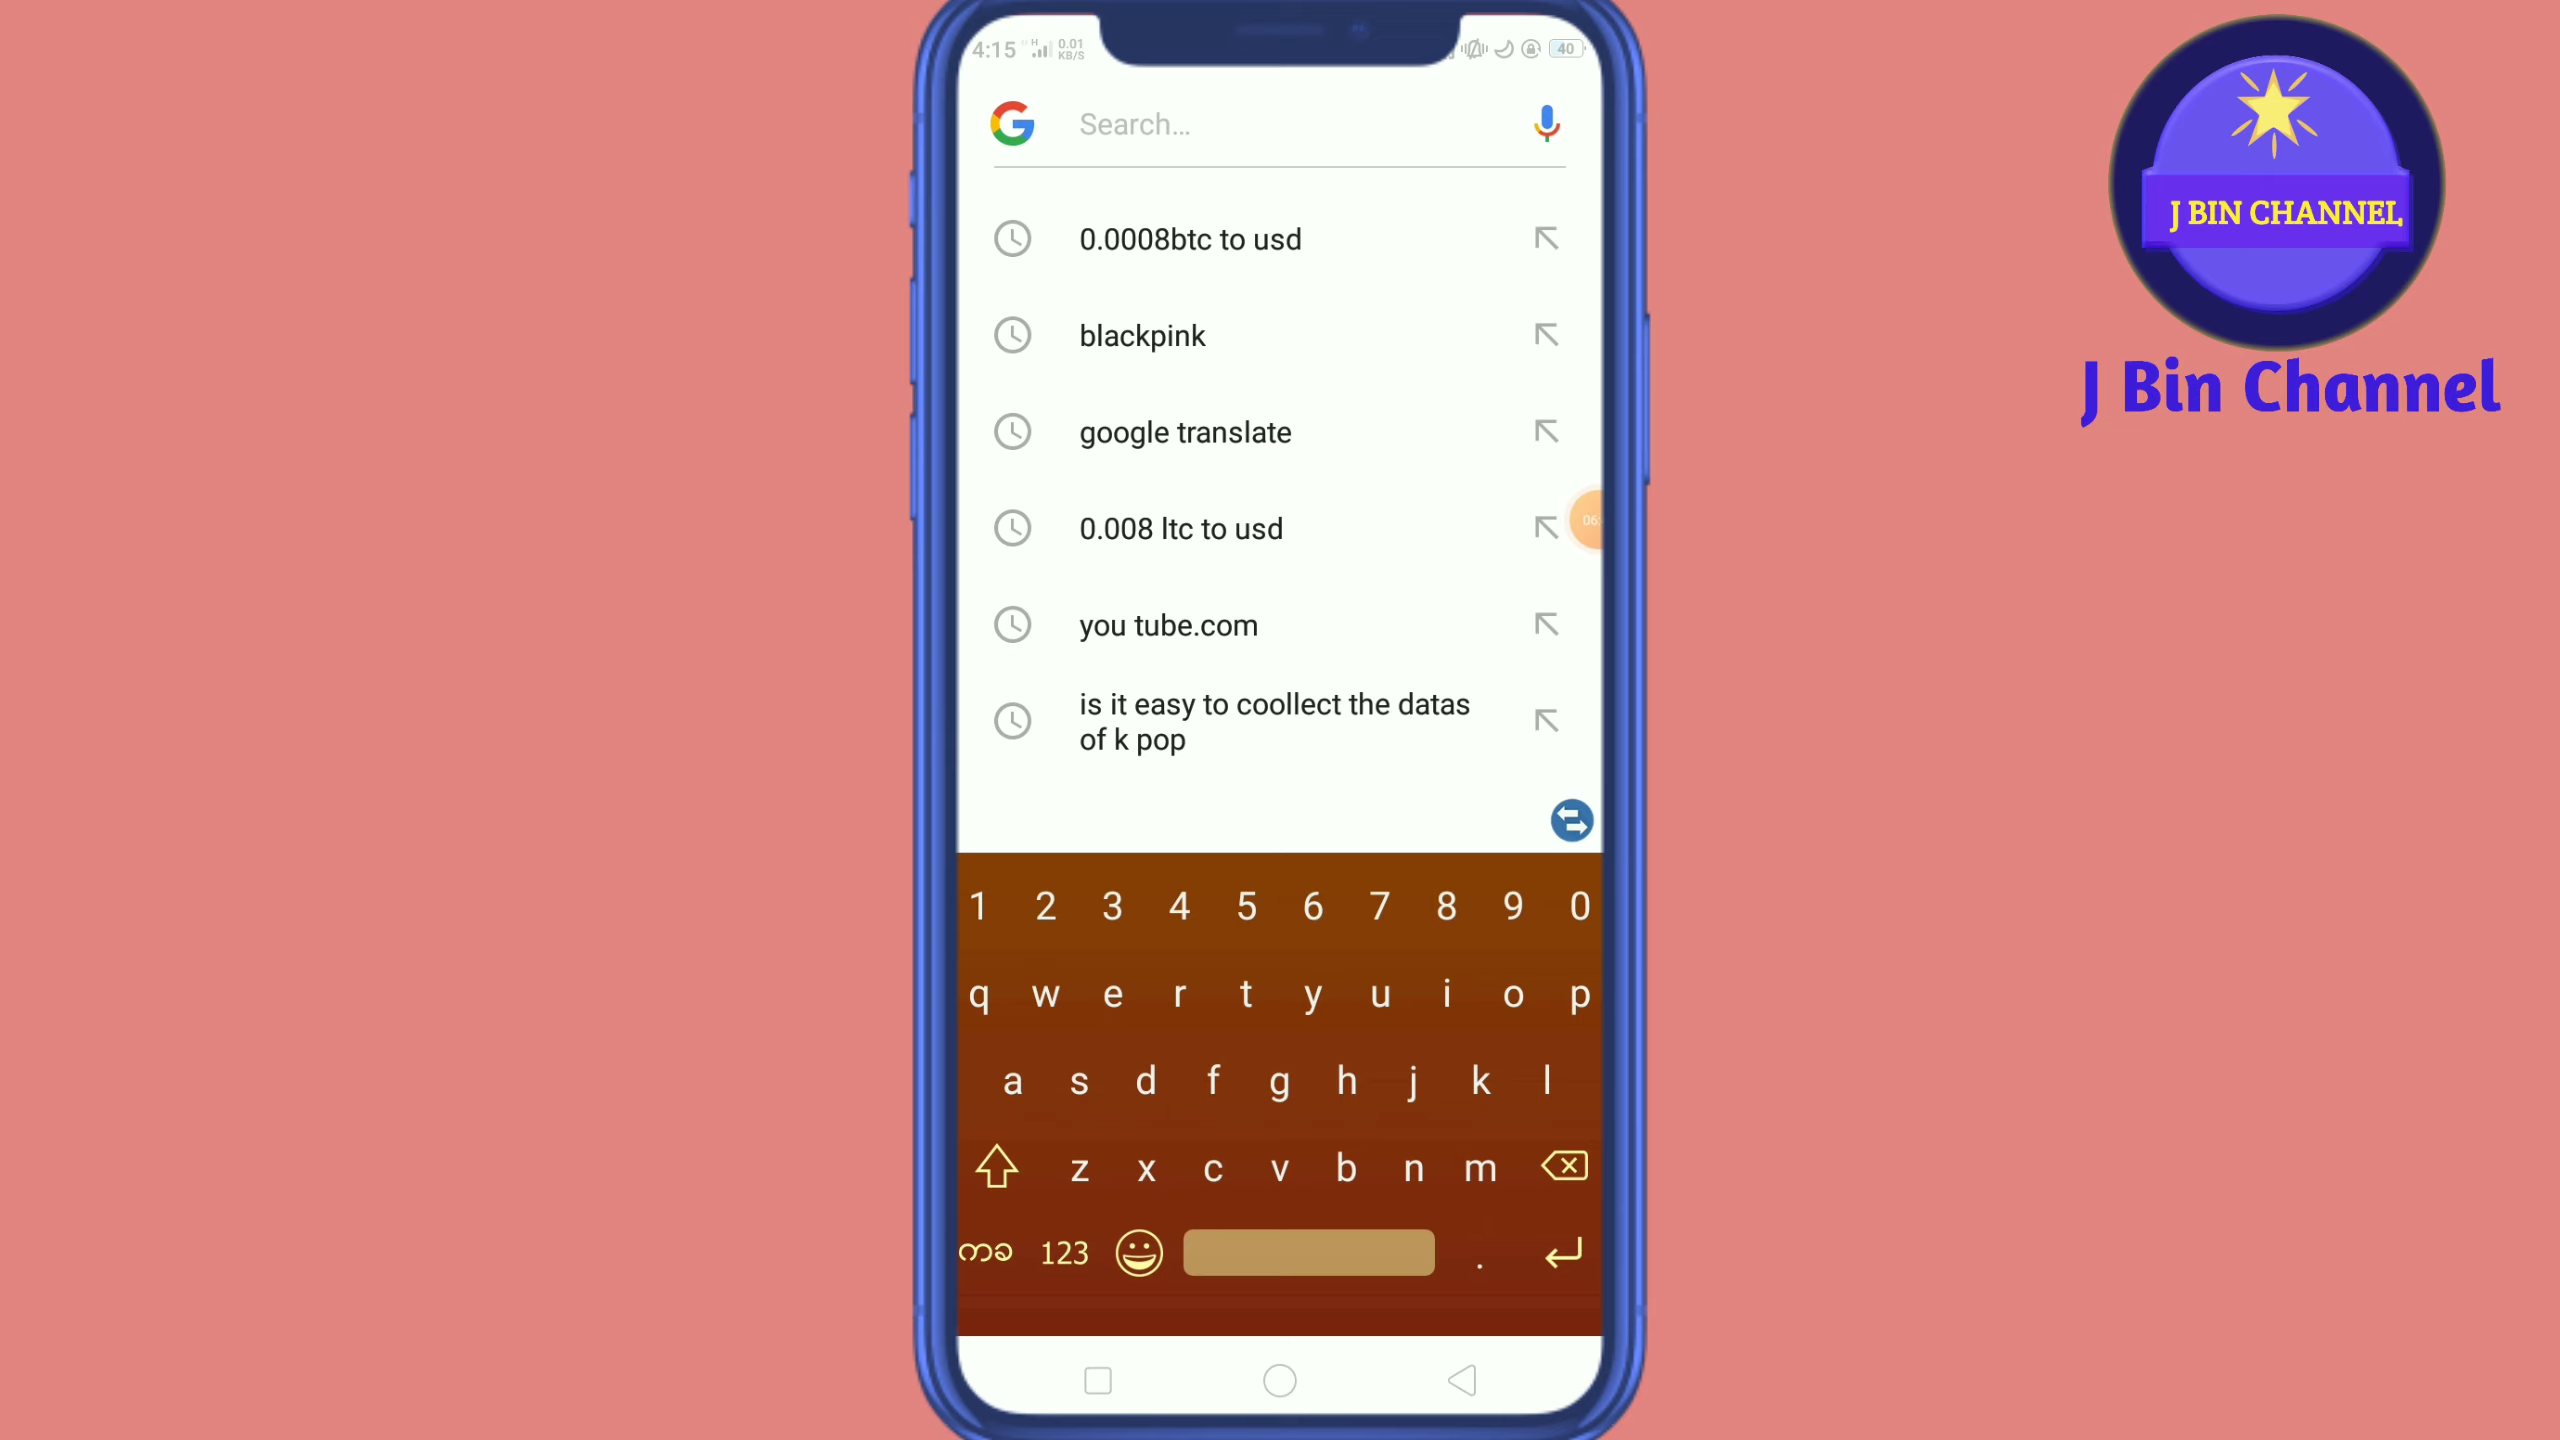 4:15 H 0.01 KB/S 40
Search...
0.0008btc to usd
blackpink
google translate
0.008 ltc to usd
06:
you tube.com
is it easy to coollect the datas
of k pop
1 2 3 4 5 6 7 8 9 0
q w e r t y u i o p
a s d f g h j k l
z x c v b n m
ကခ 123 .
J BIN CHANNEL
J Bin Channel